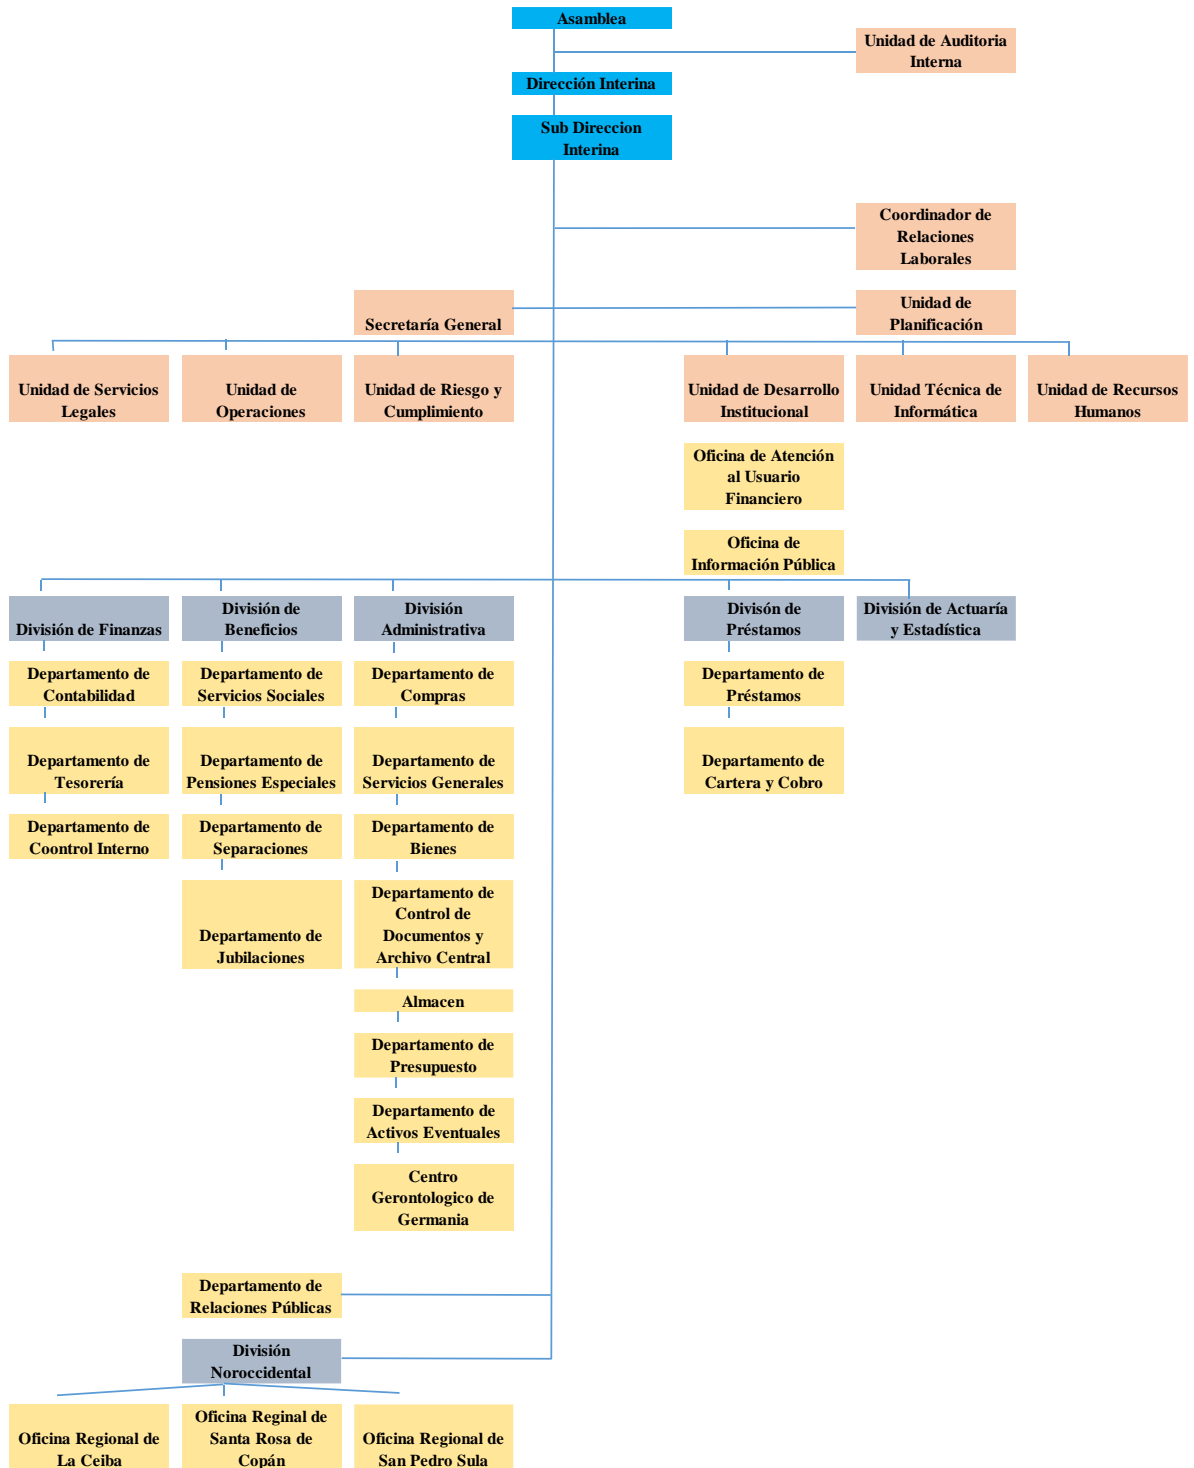 Asamblea
Unidad de Auditoria
Interna
Dirección Interina
Sub Direccion
Interina
Coordinador de
Relaciones
Laborales
Secretaría General
Unidad de
Planificación
Unidad de Servicios
Legales
Unidad de
Operaciones
Unidad de Riesgo y
Cumplimiento
Unidad de Desarrollo
Institucional
Unidad Técnica de
Informática
Unidad de Recursos
Humanos
Oficina de Atención
al Usuario
Financiero
Oficina de
Información Pública
División de Finanzas
División de
Beneficios
División
Administrativa
Divisón de
Préstamos
División de Actuaría
y Estadística
Departamento de
Contabilidad
Departamento de
Servicios Sociales
Departamento de
Compras
Departamento de
Préstamos
Departamento de
Tesorería
Departamento de
Pensiones Especiales
Departamento de
Servicios Generales
Departamento de
Cartera y Cobro
Departamento de
Coontrol Interno
Departamento de
Separaciones
Departamento de
Bienes
Departamento de
Jubilaciones
Departamento de
Control de
Documentos y
Archivo Central
Almacen
Departamento de
Presupuesto
Departamento de
Activos Eventuales
Centro
Gerontologico de
Germania
Departamento de
Relaciones Públicas
División
Noroccidental
Oficina Regional de
La Ceiba
Oficina Reginal de
Santa Rosa de
Copán
Oficina Regional de
San Pedro Sula